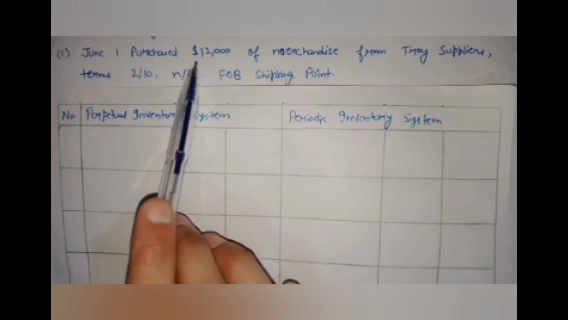 (1) June 1 Purchased $12,000 of merchandise from Troy Suppliers,
terms 2/10, n/ FOB Shipping Point.
No. Perpetual Inventory System Periodic Inventory System